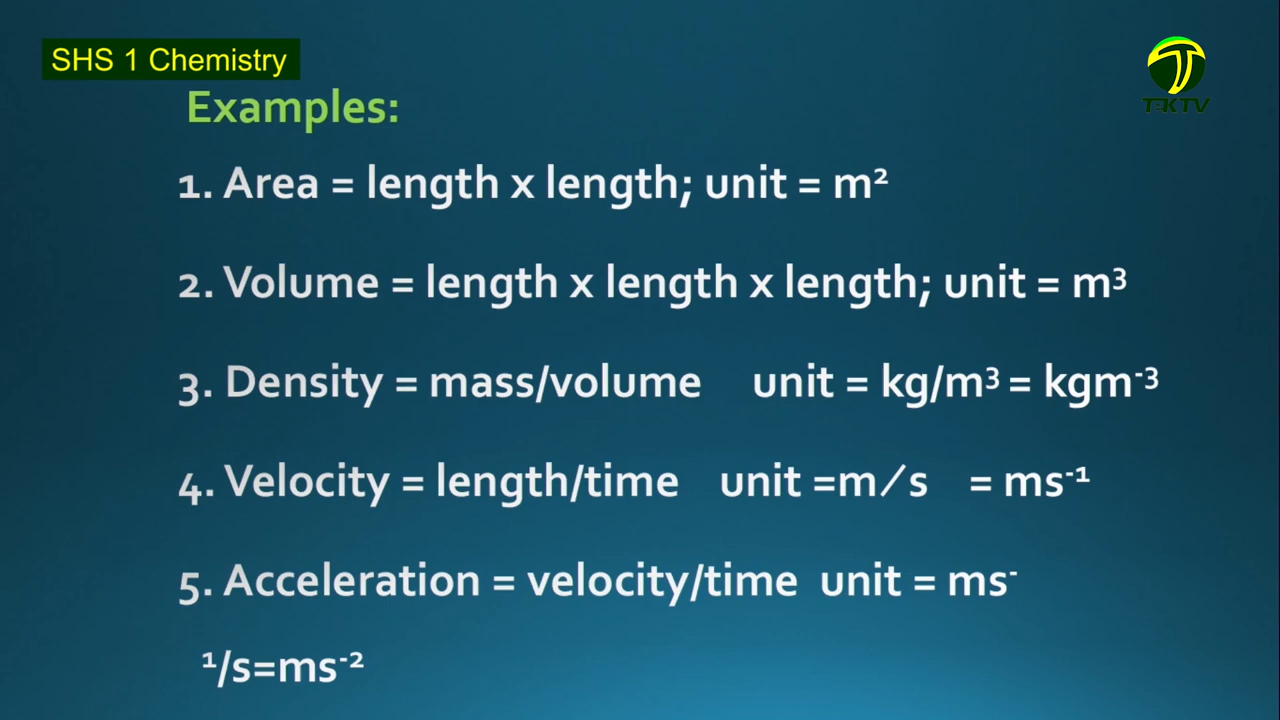 SHS 1 Chemistry
T-KTV
Examples:
1. Area = length x length; unit = m²
2. Volume = length x length x length; unit = m³
3. Density = mass/volume unit = kg/m³ = kgm⁻³
4. Velocity = length/time unit =m/s = ms⁻¹
5. Acceleration = velocity/time unit = ms⁻
¹/s=ms⁻²